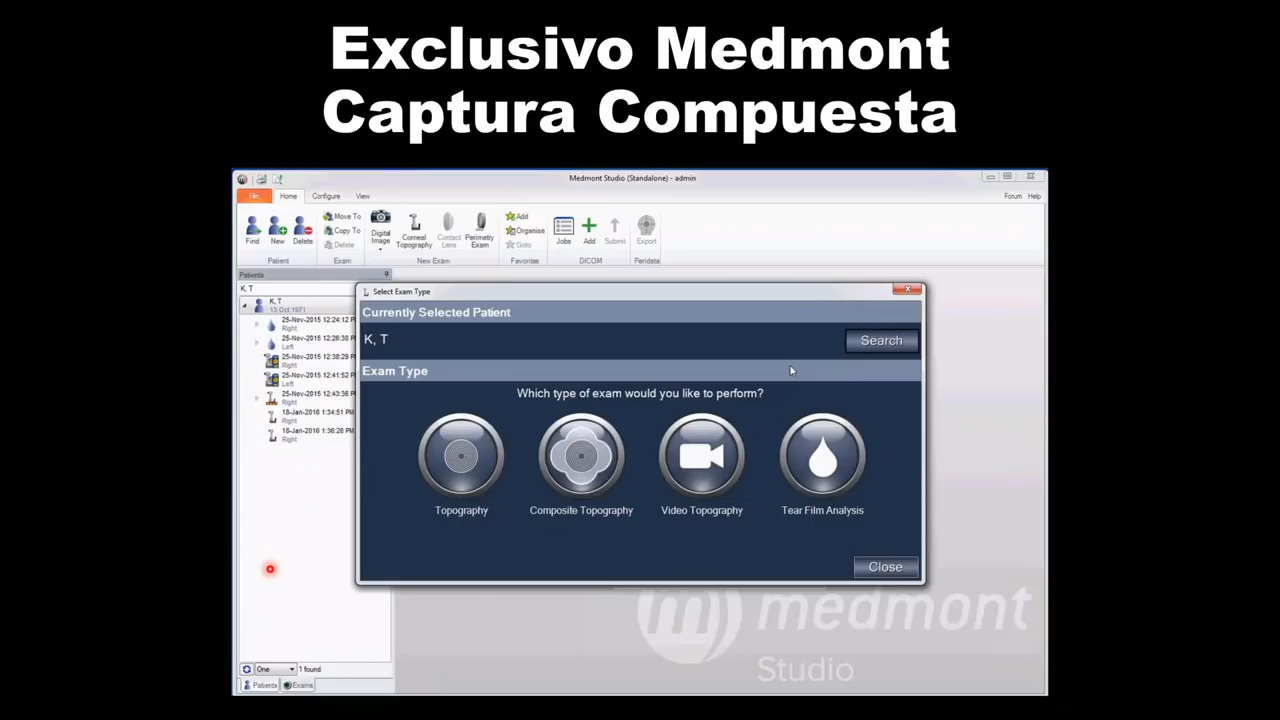 Exclusivo Medmont
Captura Compuesta
Medmont Studio (Standalone) - admin
File Home Configure View Forum Help
Find New Delete
Move To
Copy To
Delete
Digital Image
Corneal Topography
Contact Lens
Perimetry Exam
Add
Organise
Goto
Jobs Add Submit Export
Patient Exam New Exam Favorites DICOM Peridata
Patients
K, T
K, T
13 Oct 1971
25-Nov-2015 12:24:12 P
Right
25-Nov-2015 12:26:30
Left
25-Nov-2015 12:38:29
Right
25-Nov-2015 12:41:52
Left
25-Nov-2015 12:43:36
Right
18-Jan-2016 1:34:51 PM
Right
18-Jan-2016 1:36:26 PM
Right
One 1 found
Patients Exams
Select Exam Type
Currently Selected Patient
K, T Search
Exam Type
Which type of exam would you like to perform?
Topography Composite Topography Video Topography Tear Film Analysis
Close
medmont
Studio